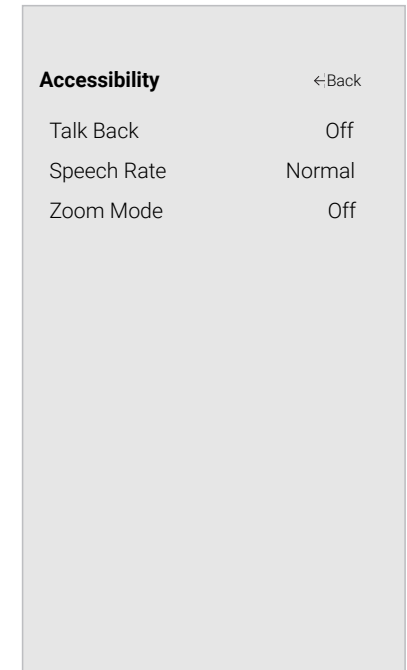 Accessibility ←Back
Talk Back Off
Speech Rate Normal
Zoom Mode Off